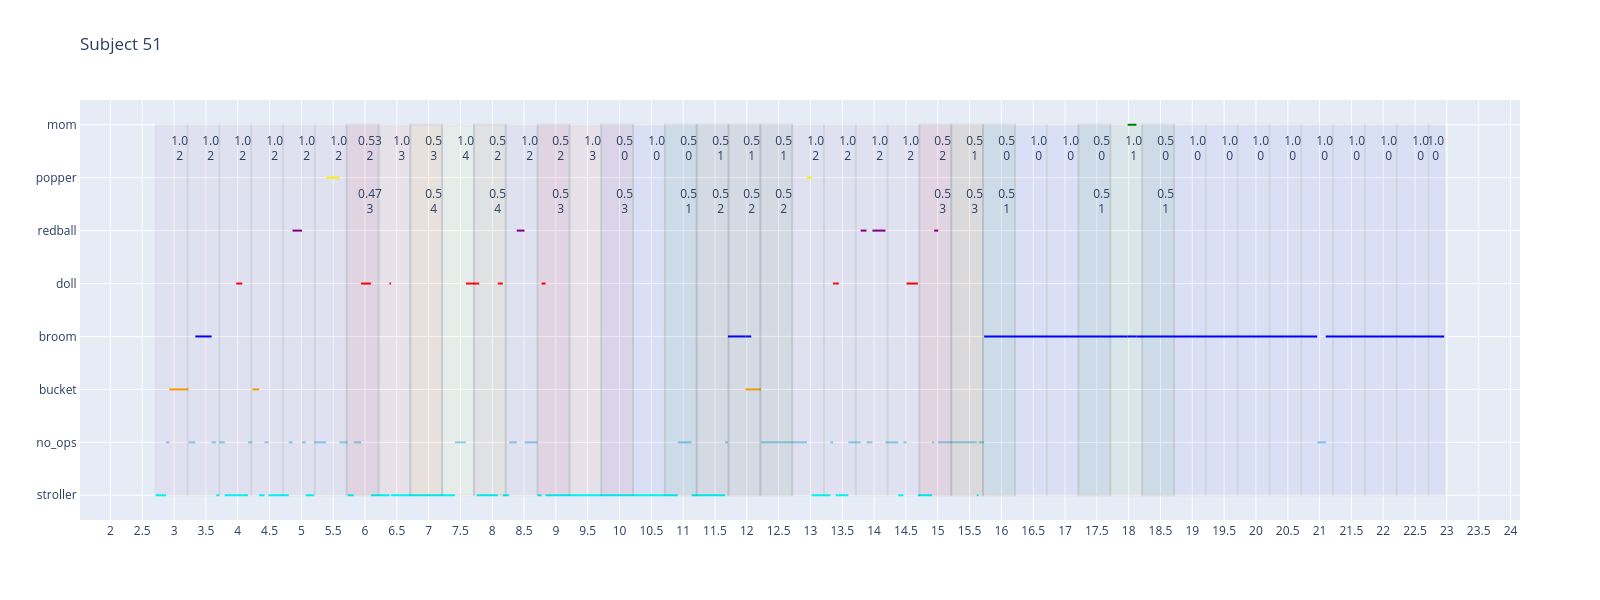 Subject 51
mom
1.0 1.0 1.0 1.0 1.0 1.0 0.53 1.0 0.5 1.0 0.5 1.0 0.5 1.0 0.5 1.0 0.5 0.5 0.5 0.5 1.0 1.0 1.0 1.0 0.5 0.5 0.5 1.0 1.0 0.5 1.0 0.5 1.0 1.0 1.0 1.0 1.0 1.0 1.0 1.0 1.0
2 2 2 2 2 2 2 3 3 4 2 2 2 3 0 0 0 1 1 1 2 2 2 2 2 1 0 0 0 0 1 0 0 0 0 0 0 0 0 0 0
popper
0.47 0.5 0.5 0.5 0.5 0.5 0.5 0.5 0.5 0.5 0.5 0.5 0.5 0.5
3 4 4 3 3 1 2 2 2 3 3 1 1 1
redball
doll
broom
bucket
no_ops
stroller
2 2.5 3 3.5 4 4.5 5 5.5 6 6.5 7 7.5 8 8.5 9 9.5 10 10.5 11 11.5 12 12.5 13 13.5 14 14.5 15 15.5 16 16.5 17 17.5 18 18.5 19 19.5 20 20.5 21 21.5 22 22.5 23 23.5 24